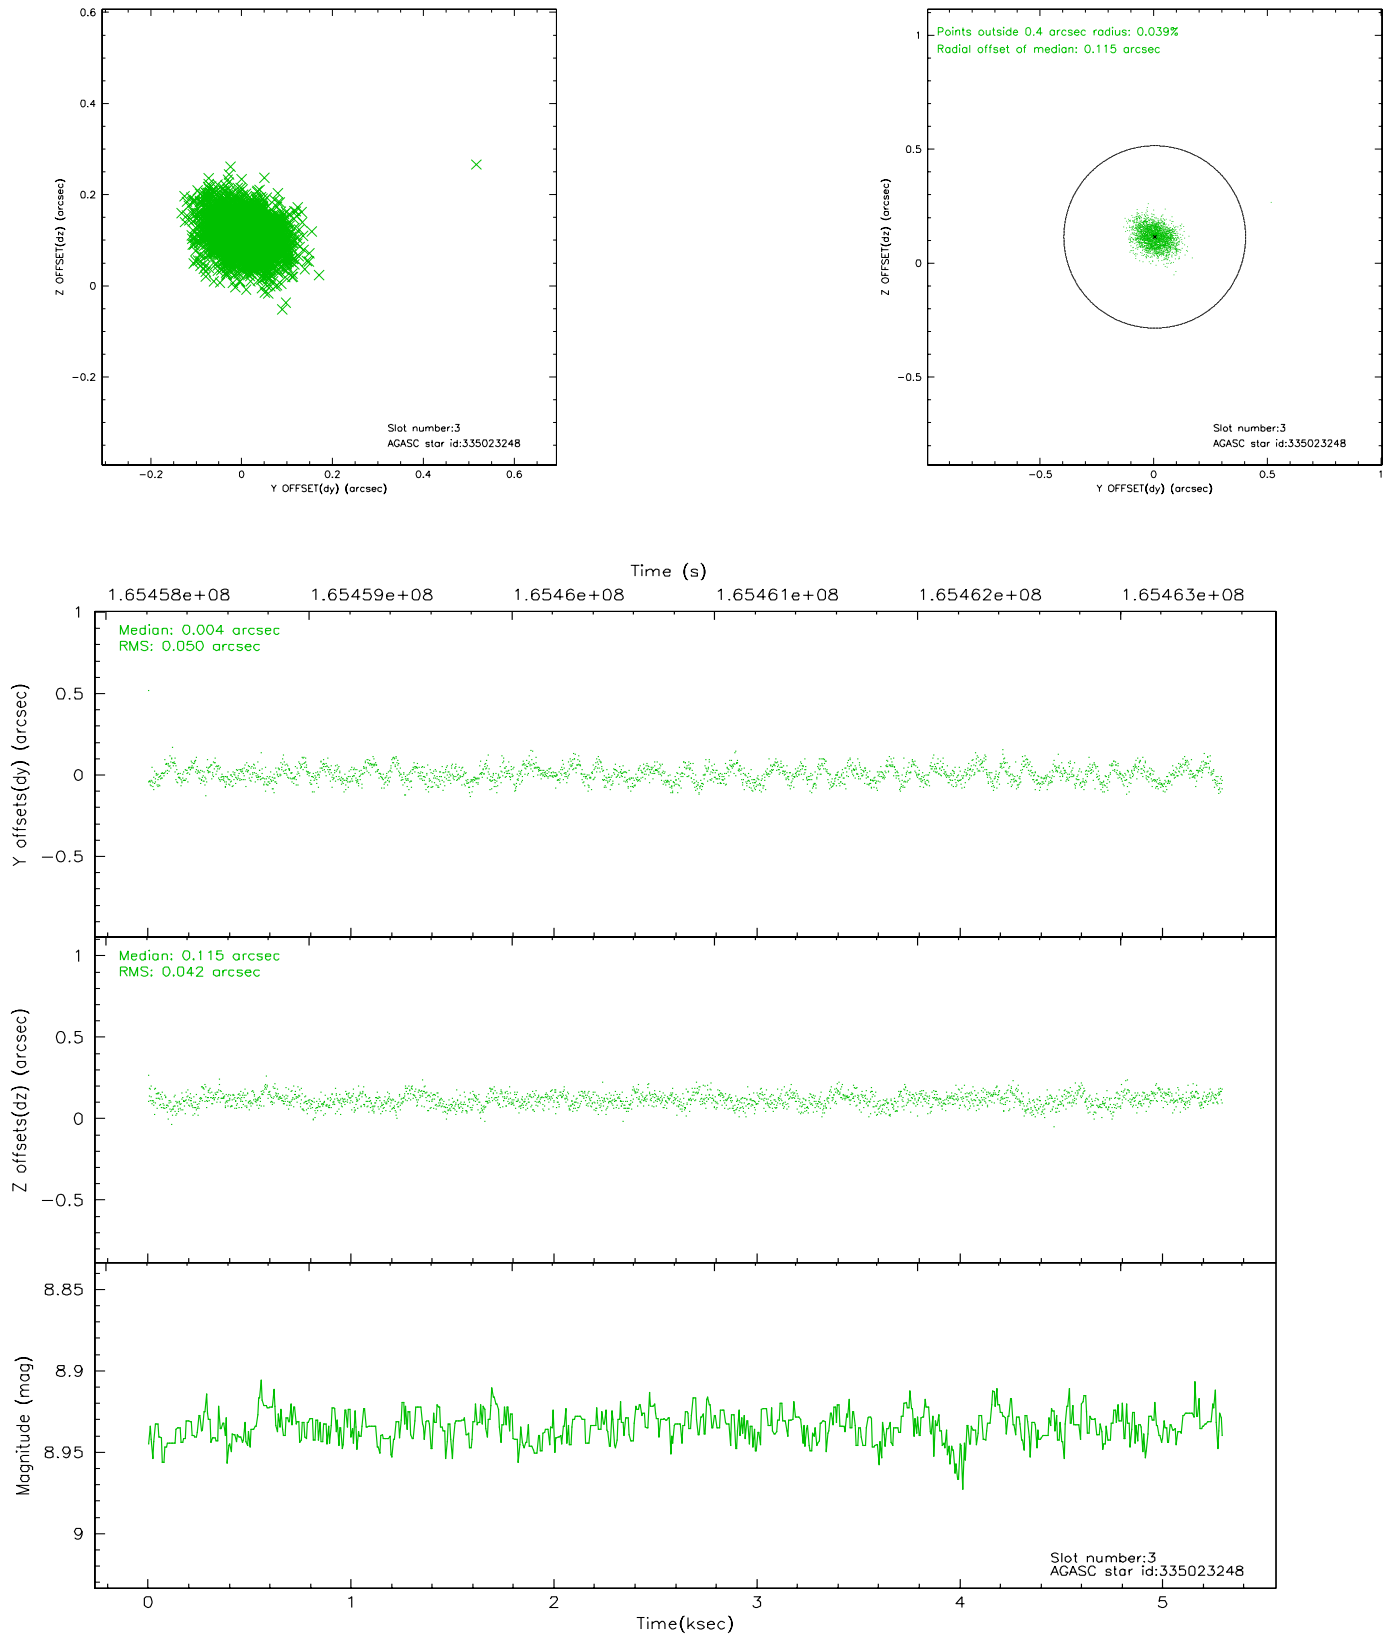 0.6
0.4
0.2
0
−0.2
Z OFFSET(dz) (arcsec)
Slot number:3
AGASC star id:335023248
−0.2 0 0.2 0.4 0.6
Y OFFSET(dy) (arcsec)
Points outside 0.4 arcsec radius: 0.039%
Radial offset of median: 0.115 arcsec
1
0.5
0
−0.5
Z OFFSET(dz) (arcsec)
Slot number:3
AGASC star id:335023248
−0.5 0 0.5 1
Y OFFSET(dy) (arcsec)
Time (s)
1.65458e+08 1.65459e+08 1.6546e+08 1.65461e+08 1.65462e+08 1.65463e+08
Median: 0.004 arcsec
RMS: 0.050 arcsec
1
0.5
0
−0.5
Y offsets(dy) (arcsec)
Median: 0.115 arcsec
RMS: 0.042 arcsec
1
0.5
0
−0.5
Z offsets(dz) (arcsec)
8.85
8.9
8.95
9
Magnitude (mag)
Slot number:3
AGASC star id:335023248
0 1 2 3 4 5
Time(ksec)